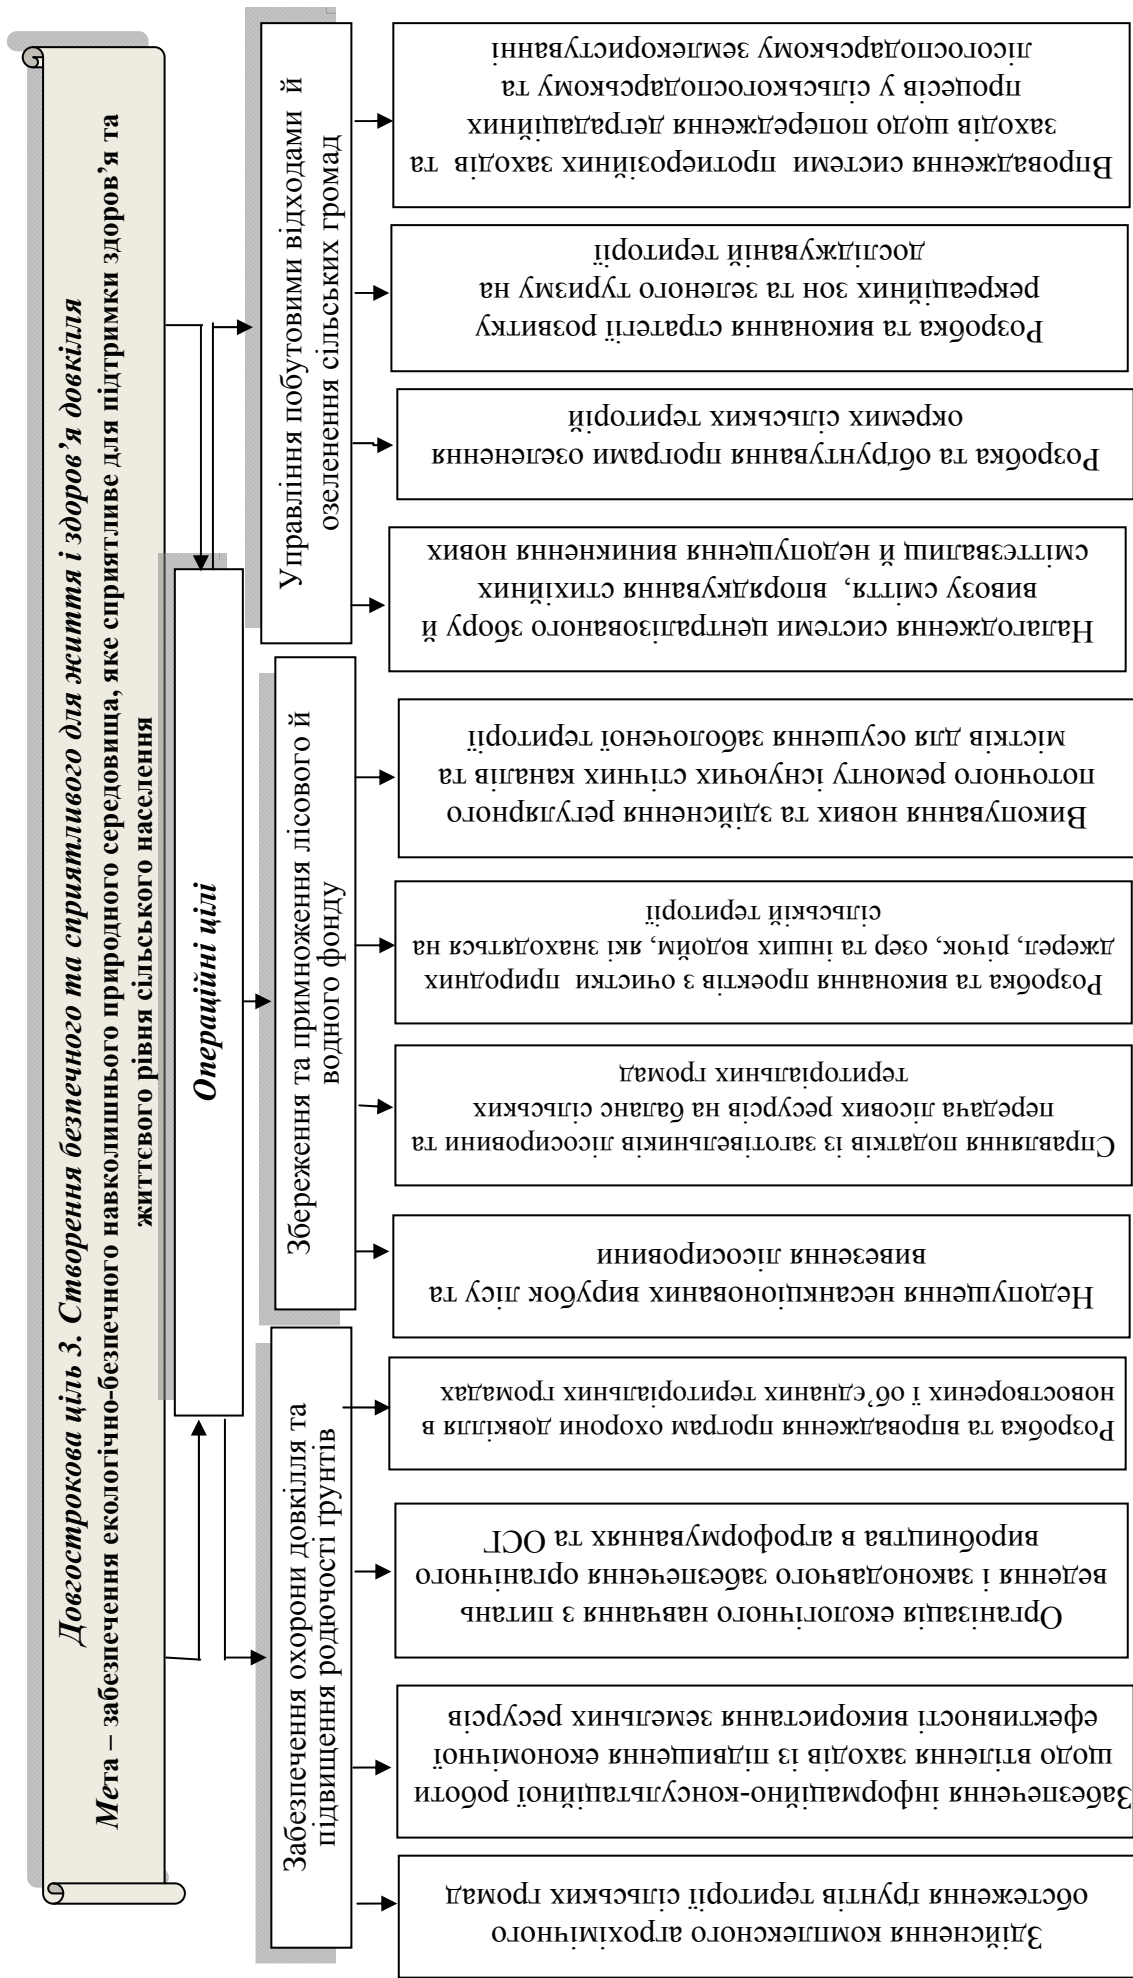 Довгострокова ціль 3. Створення безпечного та сприятливого для життя і здоров'я довкілля
Мета – забезпечення екологічно-безпечного навколишнього природного середовища, яке сприятливе для підтримки здоров'я та
життєвого рівня сільського населення
Операційні цілі
Забезпечення охорони довкілля та
підвищення родючості ґрунтів
Збереження та примноження лісового й
водного фонду
Управління побутовими відходами й
озеленення сільських громад
Здійснення комплексного агрохімічного
обстеження ґрунтів території сільських громад
Забезпечення інформаційно-консультаційної роботи
щодо втілення заходів із підвищення економічної
ефективності використання земельних ресурсів
Організація екологічного навчання з питань
ведення і законодавчого забезпечення органічного
виробництва в агроформуваннях та ОСГ
Розробка та впровадження програм охорони довкілля в
новостворених і об'єднаних територіальних громадах
Недопущення несанкціонованих вирубок лісу та
вивезення лісосировини
Справляння податків із заготівельників лісосировини та
передача лісових ресурсів на баланс сільських
територіальних громад
Розробка та виконання проектів з очистки природних
джерел, річок, озер та інших водойм, які знаходяться на
сільській території
Викопування нових та здійснення регулярного
поточного ремонту існуючих стічних каналів та
містків для осушення заболоченої території
Налагодження системи централізованого збору й
вивозу сміття, впорядкування стихійних
сміттєзвалищ й недопущення виникнення нових
Розробка та обґрунтування програми озеленення
окремих сільських територій
Розробка та виконання стратегії розвитку
рекреаційних зон та зеленого туризму на
досліджуваній території
Впровадження системи протиерозійних заходів та
заходів щодо попередження деградаційних
процесів у сільськогосподарському та
лісогосподарському землекористуванні